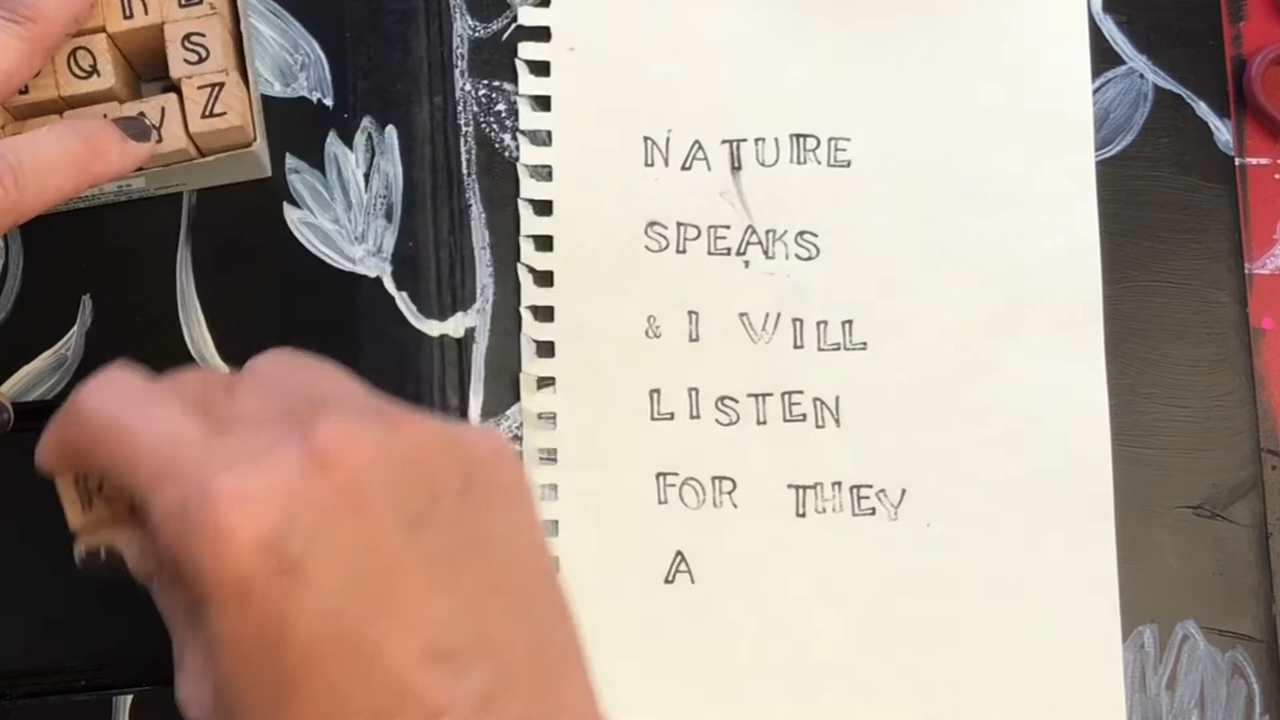 Q S
Y Z
NATURE
SPEAKS
& I WILL
LISTEN
FOR THEY
A